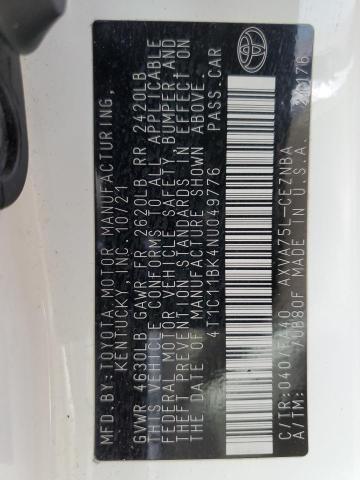 MFD. BY: TOYOTA MOTOR MANUFACTURING,
KENTUCKY, INC. 10/21
GVWR 4630LB GAWR FR 2620LB RR 2420LB
THIS VEHICLE CONFORMS TO ALL APPLICABLE
FEDERAL MOTOR VEHICLE SAFETY, BUMPER AND
THEFT PREVENTION STANDARDS IN EFFECT ON
THE DATE OF MANUFACTURE SHOWN ABOVE.
4T1C11BK4NU049776 PASS.CAR
C/TR: 040/FA40 AXVA75L-CEZNBA
A/TM: /UB80F MADE IN U.S.A.